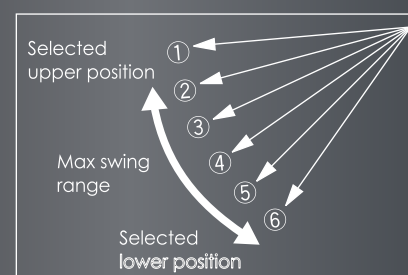 Selected
upper position
①
②
③
④
⑤
⑥
Max swing
range
Selected
lower position